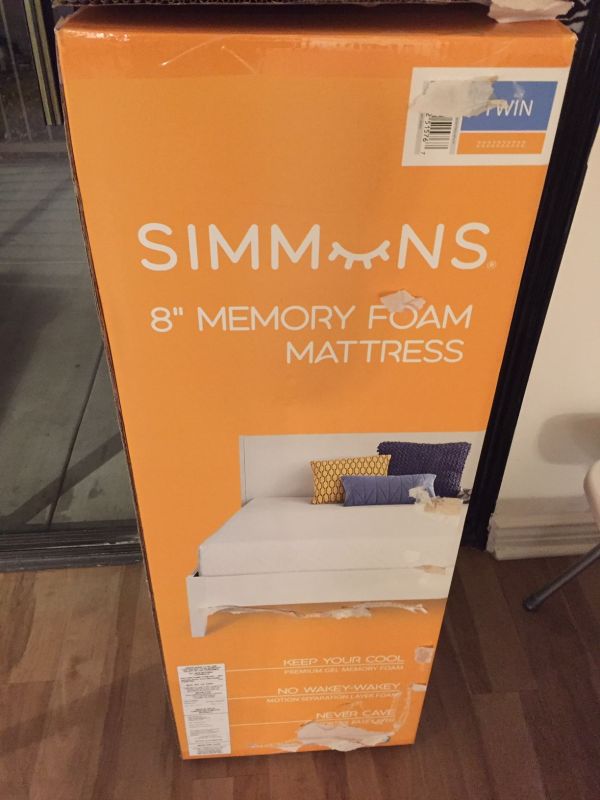 TWIN
SIMMONS®
8" MEMORY FOAM
MATTRESS
KEEP YOUR COOL
PREMIUM GEL MEMORY FOAM
NO WAKEY-WAKEY
MOTION SEPARATION LAYER FOAM
NEVER CAVE